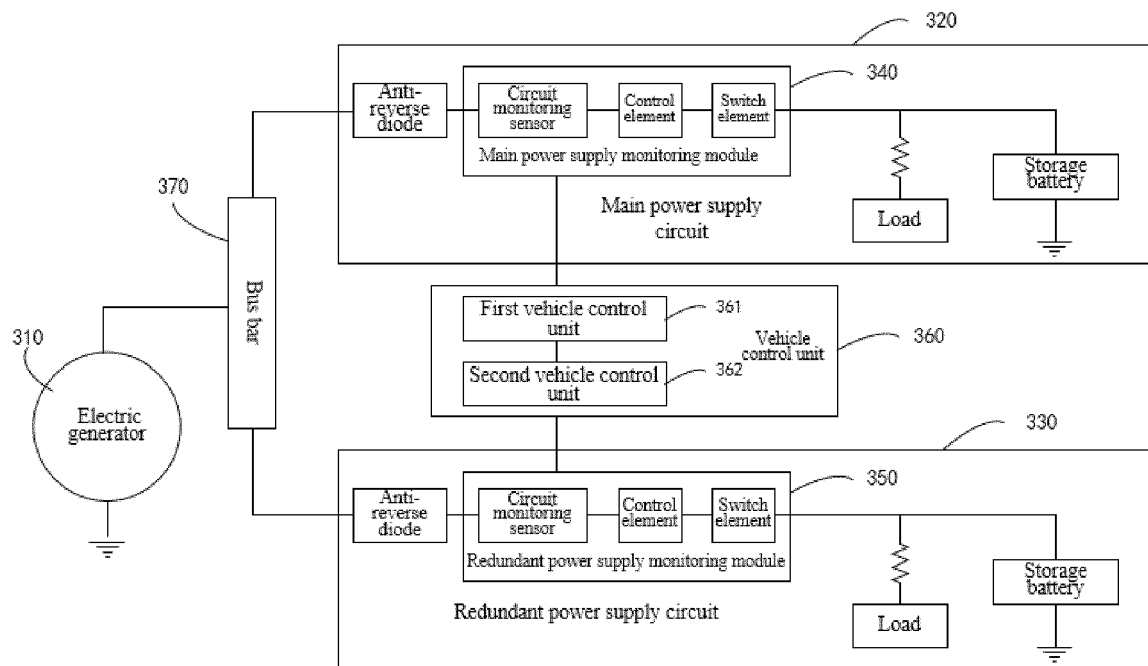 320
340
Anti-
reverse
diode
Circuit
monitoring
sensor
Control
element
Switch
element
Main power supply monitoring module
370
Main power supply
circuit
Load
Storage
battery
Bus bar
First vehicle control
unit
361
Vehicle
control unit
360
Second vehicle control
unit
362
310
Electric
generator
330
350
Anti-
reverse
diode
Circuit
monitoring
sensor
Control
element
Switch
element
Redundant power supply monitoring module
Redundant power supply circuit
Load
Storage
battery